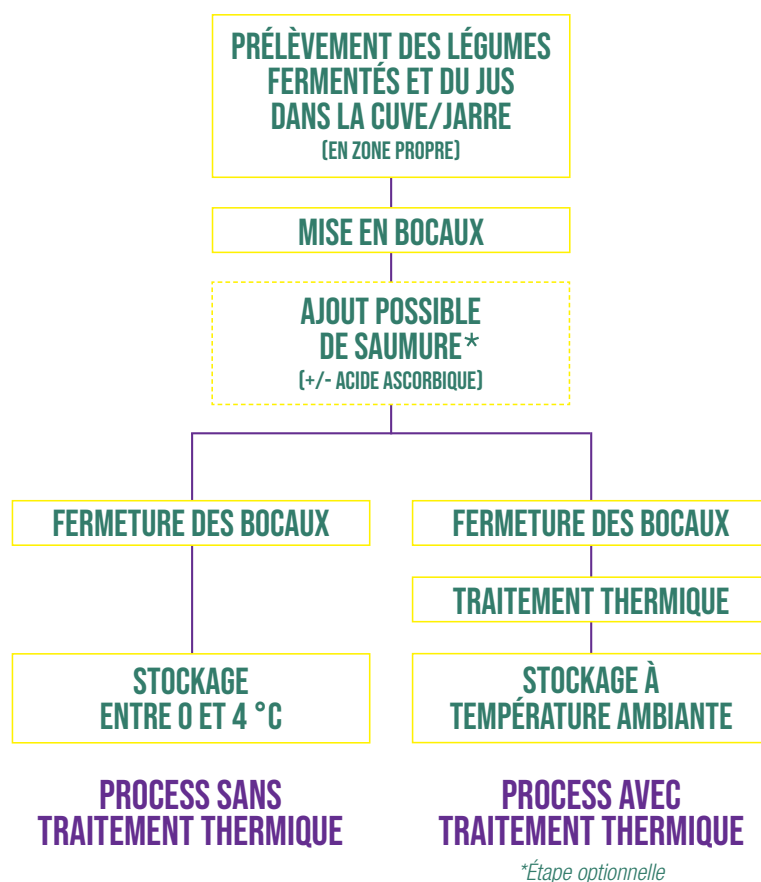 PRÉLÈVEMENT DES LÉGUMES
FERMENTÉS ET DU JUS
DANS LA CUVE/JARRE
(EN ZONE PROPRE)
MISE EN BOCAUX
AJOUT POSSIBLE
DE SAUMURE*
(+/- ACIDE ASCORBIQUE)
FERMETURE DES BOCAUX
STOCKAGE
ENTRE 0 ET 4 °C
PROCESS SANS
TRAITEMENT THERMIQUE
FERMETURE DES BOCAUX
TRAITEMENT THERMIQUE
STOCKAGE À
TEMPÉRATURE AMBIANTE
PROCESS AVEC
TRAITEMENT THERMIQUE
*Étape optionnelle